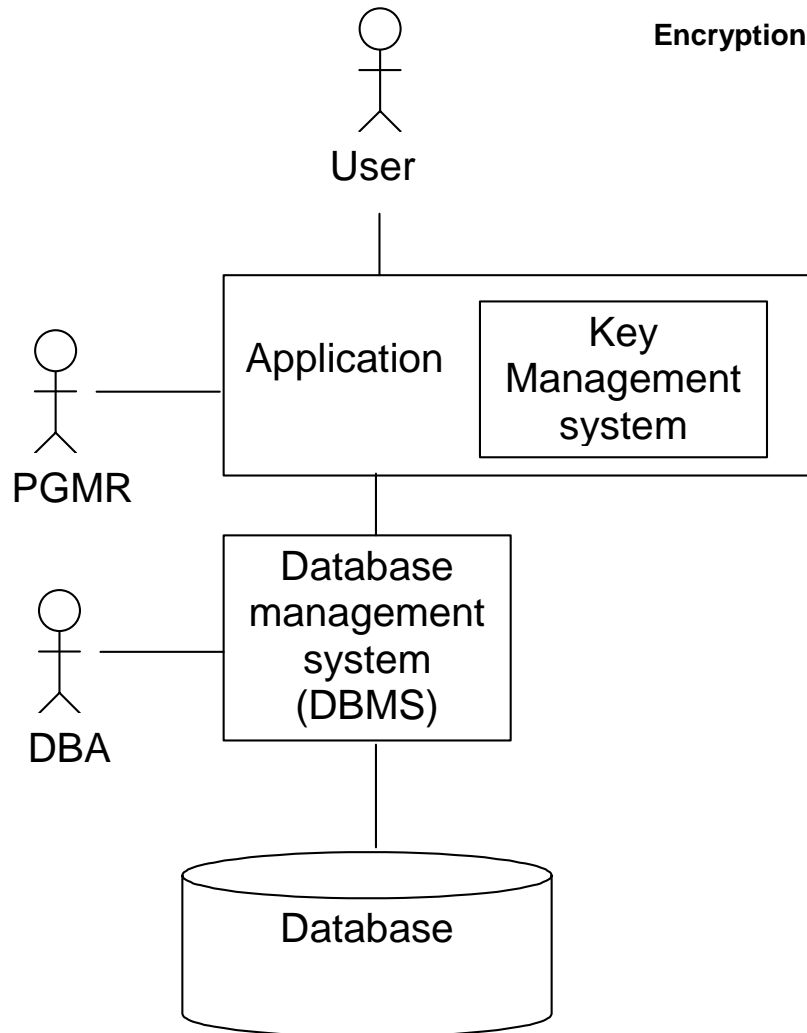 Encryption
User
Application
Key
Management
system
PGMR
Database
management
system
(DBMS)
DBA
Database